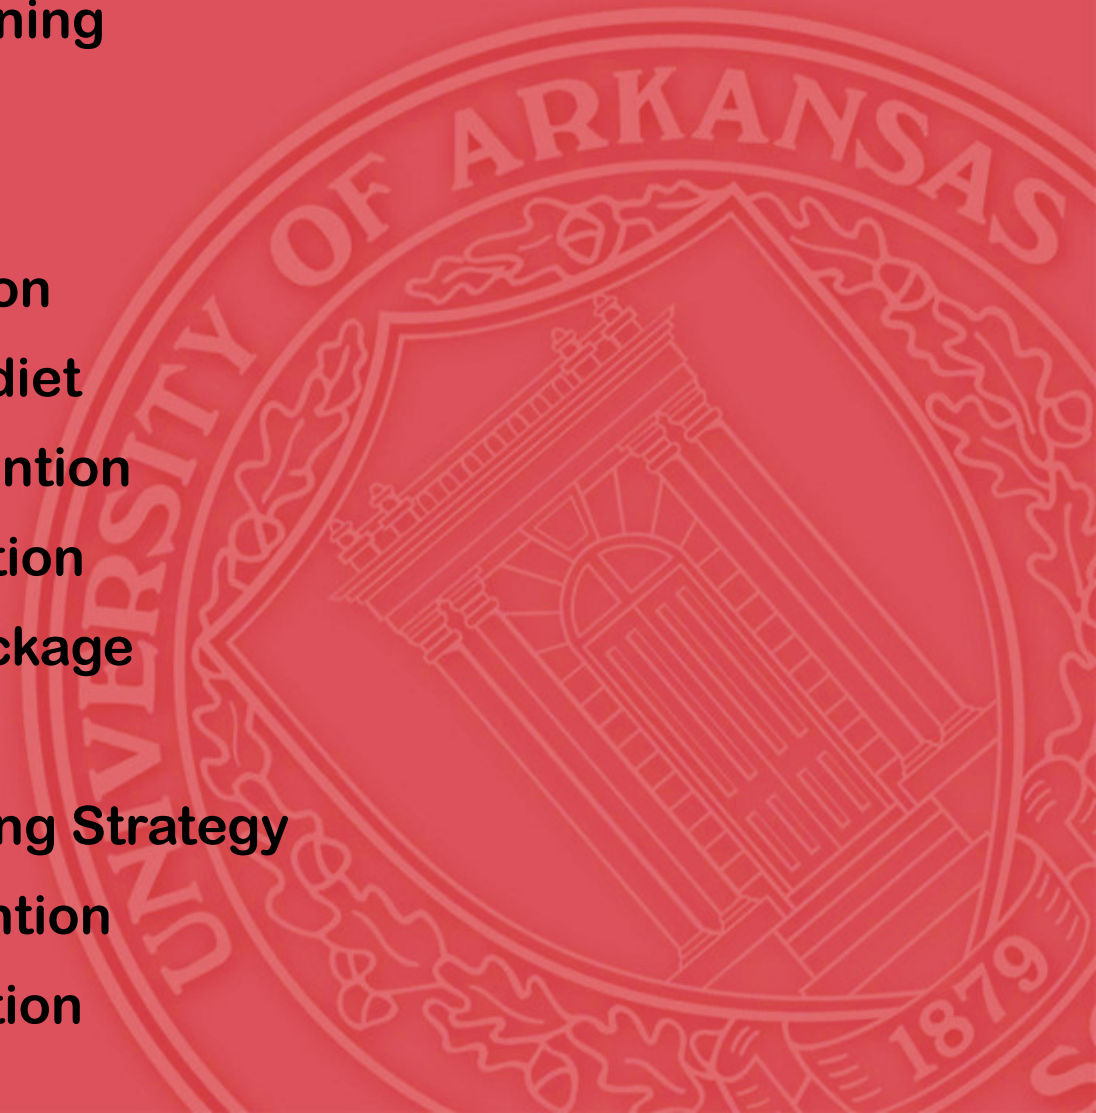 ning
UNIVERSITY OF ARKANSAS
on
diet
ntion
tion
ckage
ng Strategy
ntion
tion
1879
S